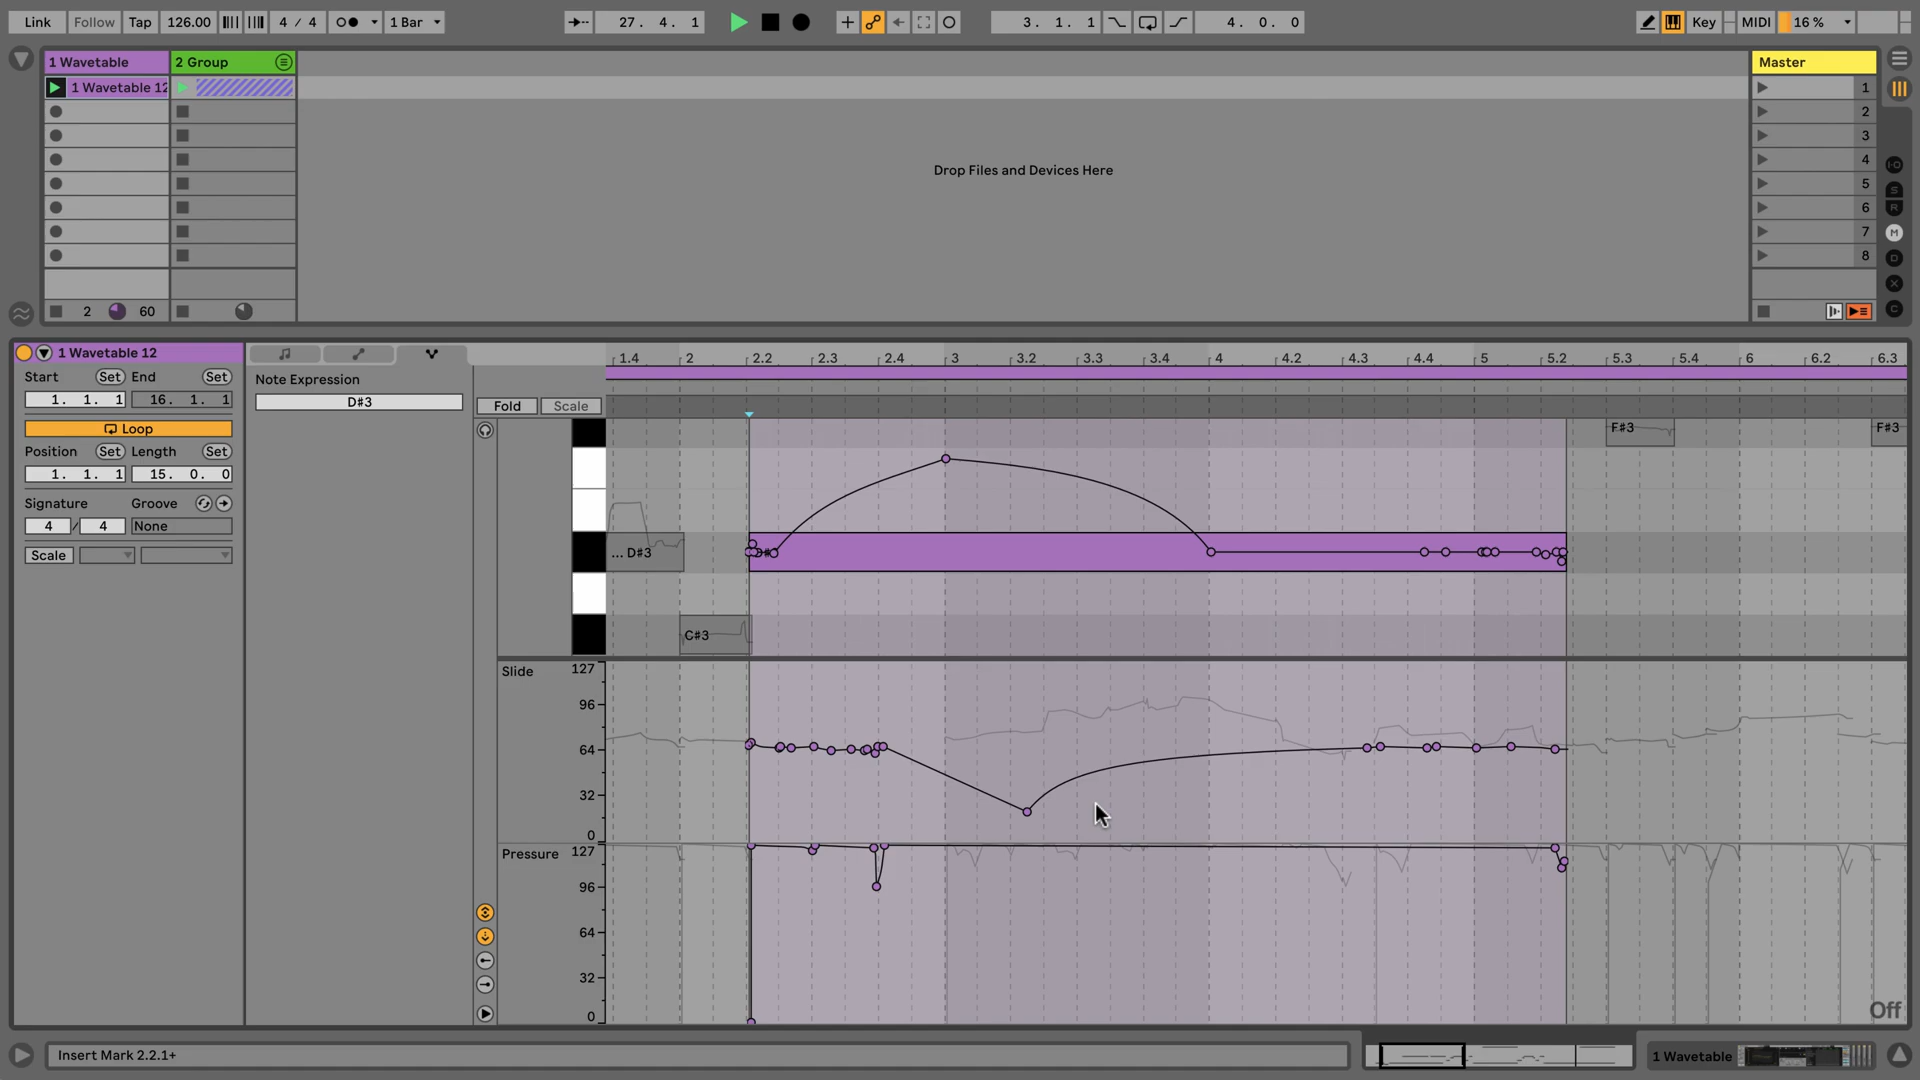 Link Follow Tap 126.00 4 / 4 1 Bar 27. 4. 1 3. 1. 1 4. 0. 0 Key MIDI 16 %
1 Wavetable 2 Group Master
1 Wavetable 12 1
2
3
Drop Files and Devices Here
4
5
6
7
8
2 60
1 Wavetable 12
1.4 2 2.2 2.3 2.4 3 3.2 3.3 3.4 4 4.2 4.3 4.4 5 5.2 5.3 5.4 6 6.2 6.3
Start Set End Set
Note Expression
1. 1. 1 16. 1. 1
D#3
Fold Scale
Loop
F#3 F#3
Position Set Length Set
1. 1. 1 15. 0. 0
Signature Groove
4 / 4 None
Scale
... D#3
C#3
Slide 127
96
64
32
0
Pressure 127
96
64
32
0
Off
Insert Mark 2.2.1+
1 Wavetable